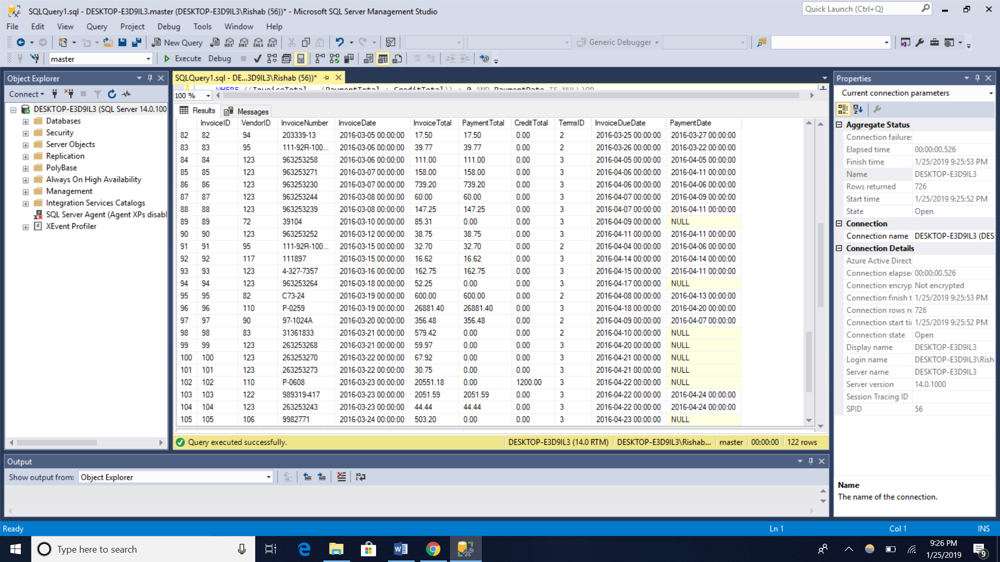 SQLQuery1.sql - DESKTOP-E3D9IL3.master (DESKTOP-E3D9IL3\Rishab (56))* - Microsoft SQL Server Management Studio
Quick Launch (Ctrl+Q)
File Edit View Query Project Debug Tools Window Help
New Query MDX DMX XMLA DAX Generic Debugger
master Execute Debug
Object Explorer
Connect
DESKTOP-E3D9IL3 (SQL Server 14.0.100
Databases
Security
Server Objects
Replication
PolyBase
Always On High Availability
Management
Integration Services Catalogs
SQL Server Agent (Agent XPs disabl
XEvent Profiler
SQLQuery1.sql - DE...3D9IL3\Rishab (56))*
WHERE ((InvoiceTotal - (PaymentTotal + CreditTotal)) > 0 AND PaymentDate IS NULL)OR
100 %
Results Messages
InvoiceID VendorID InvoiceNumber InvoiceDate InvoiceTotal PaymentTotal CreditTotal TermsID InvoiceDueDate PaymentDate
82 82 94 203339-13 2016-03-05 00:00:00 17.50 17.50 0.00 2 2016-03-25 00:00:00 2016-03-27 00:00:00
83 83 95 111-92R-100... 2016-03-06 00:00:00 39.77 39.77 0.00 2 2016-03-26 00:00:00 2016-03-22 00:00:00
84 84 123 963253258 2016-03-06 00:00:00 111.00 111.00 0.00 3 2016-04-05 00:00:00 2016-04-05 00:00:00
85 85 123 963253271 2016-03-07 00:00:00 158.00 158.00 0.00 3 2016-04-06 00:00:00 2016-04-11 00:00:00
86 86 123 963253230 2016-03-07 00:00:00 739.20 739.20 0.00 3 2016-04-06 00:00:00 2016-04-06 00:00:00
87 87 123 963253244 2016-03-08 00:00:00 60.00 60.00 0.00 3 2016-04-07 00:00:00 2016-04-09 00:00:00
88 88 123 963253239 2016-03-08 00:00:00 147.25 147.25 0.00 3 2016-04-07 00:00:00 2016-04-11 00:00:00
89 89 72 39104 2016-03-10 00:00:00 85.31 0.00 0.00 3 2016-04-09 00:00:00 NULL
90 90 123 963253252 2016-03-12 00:00:00 38.75 38.75 0.00 3 2016-04-11 00:00:00 2016-04-11 00:00:00
91 91 95 111-92R-100... 2016-03-15 00:00:00 32.70 32.70 0.00 2 2016-04-04 00:00:00 2016-04-06 00:00:00
92 92 117 111897 2016-03-15 00:00:00 16.62 16.62 0.00 3 2016-04-14 00:00:00 2016-04-14 00:00:00
93 93 123 4-327-7357 2016-03-16 00:00:00 162.75 162.75 0.00 3 2016-04-15 00:00:00 2016-04-11 00:00:00
94 94 123 963253264 2016-03-18 00:00:00 52.25 0.00 0.00 3 2016-04-17 00:00:00 NULL
95 95 82 C73-24 2016-03-19 00:00:00 600.00 600.00 0.00 2 2016-04-08 00:00:00 2016-04-13 00:00:00
96 96 110 P-0259 2016-03-19 00:00:00 26881.40 26881.40 0.00 3 2016-04-18 00:00:00 2016-04-20 00:00:00
97 97 90 97-1024A 2016-03-20 00:00:00 356.48 356.48 0.00 2 2016-04-09 00:00:00 2016-04-07 00:00:00
98 98 83 31361833 2016-03-21 00:00:00 579.42 0.00 0.00 2 2016-04-10 00:00:00 NULL
99 99 123 263253268 2016-03-21 00:00:00 59.97 0.00 0.00 3 2016-04-20 00:00:00 NULL
100 100 123 263253270 2016-03-22 00:00:00 67.92 0.00 0.00 3 2016-04-21 00:00:00 NULL
101 101 123 263253273 2016-03-22 00:00:00 30.75 0.00 0.00 3 2016-04-21 00:00:00 NULL
102 102 110 P-0608 2016-03-23 00:00:00 20551.18 0.00 1200.00 3 2016-04-22 00:00:00 NULL
103 103 122 989319-417 2016-03-23 00:00:00 2051.59 2051.59 0.00 3 2016-04-22 00:00:00 2016-04-24 00:00:00
104 104 123 263253243 2016-03-23 00:00:00 44.44 44.44 0.00 3 2016-04-22 00:00:00 2016-04-24 00:00:00
105 105 106 9982771 2016-03-24 00:00:00 503.20 0.00 0.00 3 2016-04-23 00:00:00 NULL
Query executed successfully. DESKTOP-E3D9IL3 (14.0 RTM) DESKTOP-E3D9IL3\Rishab... master 00:00:00 122 rows
Properties
Current connection parameters
Aggregate Status
Connection failures
Elapsed time 00:00:00.526
Finish time 1/25/2019 9:25:53 PM
Name DESKTOP-E3D9IL3
Rows returned 726
Start time 1/25/2019 9:25:52 PM
State Open
Connection
Connection name DESKTOP-E3D9IL3 (DES
Connection Details
Azure Active Direct
Connection elapse 00:00:00.526
Connection encryp Not encrypted
Connection finish t 1/25/2019 9:25:53 PM
Connection rows re 726
Connection start ti 1/25/2019 9:25:52 PM
Connection state Open
Display name DESKTOP-E3D9IL3
Login name DESKTOP-E3D9IL3\Rish
Server name DESKTOP-E3D9IL3
Server version 14.0.1000
Session Tracing ID
SPID 56
Name
The name of the connection.
Output
Show output from: Object Explorer
Ready Ln 1 Col 1 INS
Type here to search
9:26 PM
1/25/2019
9